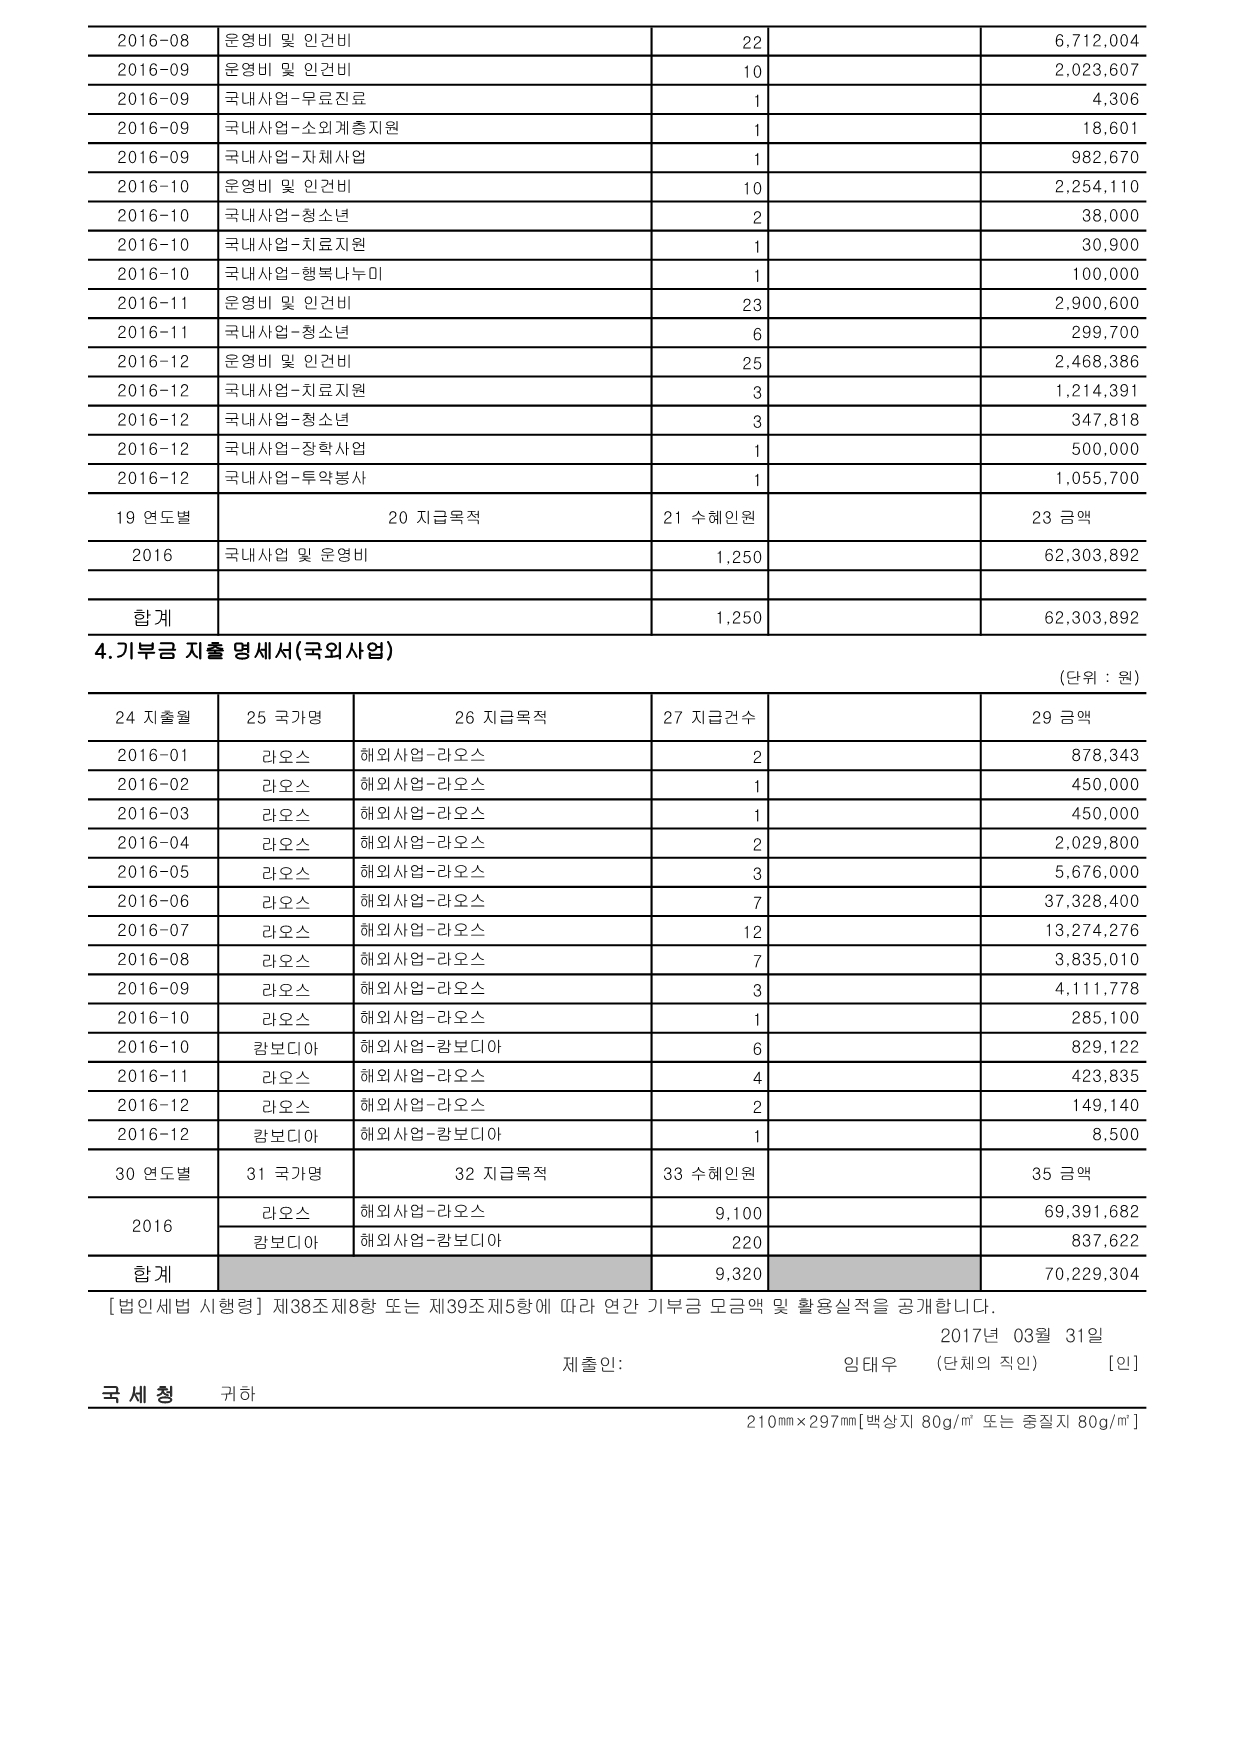 2016-08 운영비 및 인건비 22 6,712,004
2016-09 운영비 및 인건비 10 2,023,607
2016-09 국내사업-무료진료 1 4,306
2016-09 국내사업-소외계층지원 1 18,601
2016-09 국내사업-자체사업 1 982,670
2016-10 운영비 및 인건비 10 2,254,110
2016-10 국내사업-청소년 2 38,000
2016-10 국내사업-치료지원 1 30,900
2016-10 국내사업-행복나누미 1 100,000
2016-11 운영비 및 인건비 23 2,900,600
2016-11 국내사업-청소년 6 299,700
2016-12 운영비 및 인건비 25 2,468,386
2016-12 국내사업-치료지원 3 1,214,391
2016-12 국내사업-청소년 3 347,818
2016-12 국내사업-장학사업 1 500,000
2016-12 국내사업-투약봉사 1 1,055,700
19 연도별 20 지급목적 21 수혜인원 23 금액
2016 국내사업 및 운영비 1,250 62,303,892
합계 1,250 62,303,892
4.기부금 지출 명세서(국외사업)
(단위 : 원)
24 지출월 25 국가명 26 지급목적 27 지급건수 29 금액
2016-01 라오스 해외사업-라오스 2 878,343
2016-02 라오스 해외사업-라오스 1 450,000
2016-03 라오스 해외사업-라오스 1 450,000
2016-04 라오스 해외사업-라오스 2 2,029,800
2016-05 라오스 해외사업-라오스 3 5,676,000
2016-06 라오스 해외사업-라오스 7 37,328,400
2016-07 라오스 해외사업-라오스 12 13,274,276
2016-08 라오스 해외사업-라오스 7 3,835,010
2016-09 라오스 해외사업-라오스 3 4,111,778
2016-10 라오스 해외사업-라오스 1 285,100
2016-10 캄보디아 해외사업-캄보디아 6 829,122
2016-11 라오스 해외사업-라오스 4 423,835
2016-12 라오스 해외사업-라오스 2 149,140
2016-12 캄보디아 해외사업-캄보디아 1 8,500
30 연도별 31 국가명 32 지급목적 33 수혜인원 35 금액
2016 라오스 해외사업-라오스 9,100 69,391,682
캄보디아 해외사업-캄보디아 220 837,622
합계 9,320 70,229,304
[법인세법 시행령] 제38조제8항 또는 제39조제5항에 따라 연간 기부금 모금액 및 활용실적을 공개합니다.
2017년 03월 31일
제출인: 임태우 (단체의 직인) [인]
국 세 청 귀하
210㎜×297㎜[백상지 80g/㎡ 또는 중질지 80g/㎡]